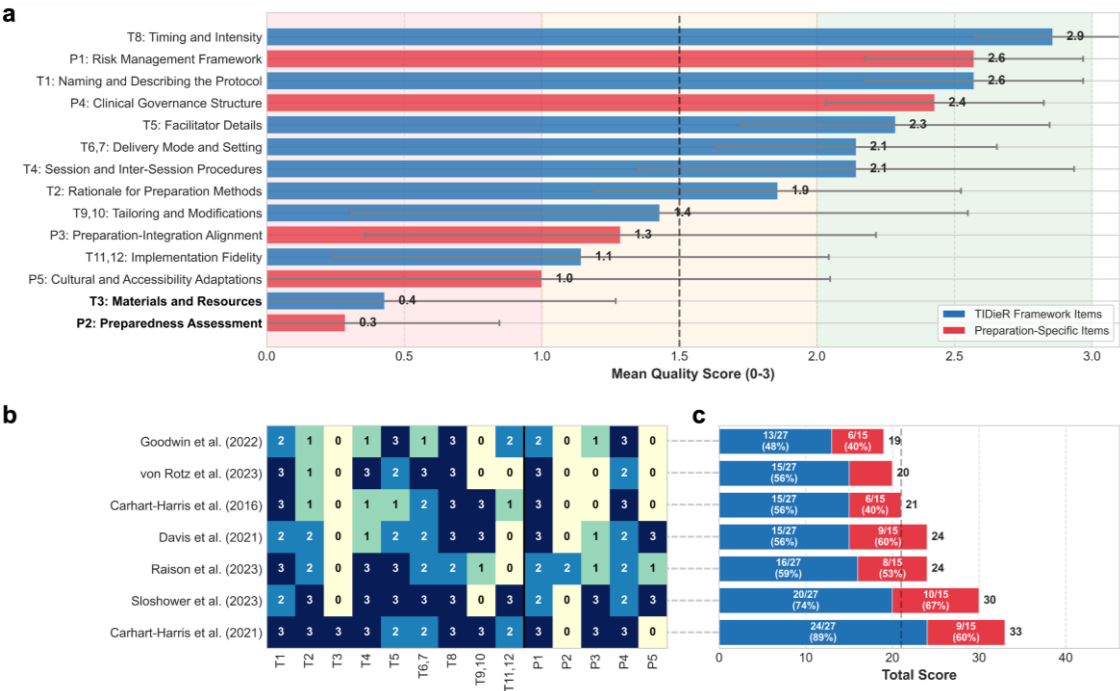 a
T8: Timing and Intensity 2.9
P1: Risk Management Framework 2.6
T1: Naming and Describing the Protocol 2.6
P4: Clinical Governance Structure 2.4
T5: Facilitator Details 2.3
T6,7: Delivery Mode and Setting 2.1
T4: Session and Inter-Session Procedures 2.1
T2: Rationale for Preparation Methods 1.9
T9,10: Tailoring and Modifications 1.4
P3: Preparation-Integration Alignment 1.3
T11,12: Implementation Fidelity 1.1
P5: Cultural and Accessibility Adaptations 1.0
T3: Materials and Resources 0.4
P2: Preparedness Assessment 0.3
TIDieR Framework Items
Preparation-Specific Items
0.0 0.5 1.0 1.5 2.0 2.5 3.0
Mean Quality Score (0-3)
b
Goodwin et al. (2022) 2 1 0 1 3 1 3 0 2 2 0 1 3 0
von Rotz et al. (2023) 3 1 0 3 2 3 3 0 0 3 0 0 2 0
Carhart-Harris et al. (2016) 3 1 0 1 1 2 3 3 1 3 0 0 3 0
Davis et al. (2021) 2 2 0 1 2 2 3 3 0 3 0 1 2 3
Raison et al. (2023) 3 2 0 3 3 2 2 1 0 2 2 1 2 1
Sloshower et al. (2023) 2 3 0 3 3 3 3 0 3 2 0 3 2 3
Carhart-Harris et al. (2021) 3 3 3 3 2 2 3 3 2 3 0 3 3 0
T1 T2 T3 T4 T5 T6,7 T8 T9,10 T11,12 P1 P2 P3 P4 P5
c
13/27
(48%)
6/15
(40%)
19
15/27
(56%)
20
15/27
(56%)
6/15
(40%)
21
15/27
(56%)
9/15
(60%)
24
16/27
(59%)
8/15
(53%)
24
20/27
(74%)
10/15
(67%)
30
24/27
(89%)
9/15
(60%)
33
0 10 20 30 40
Total Score